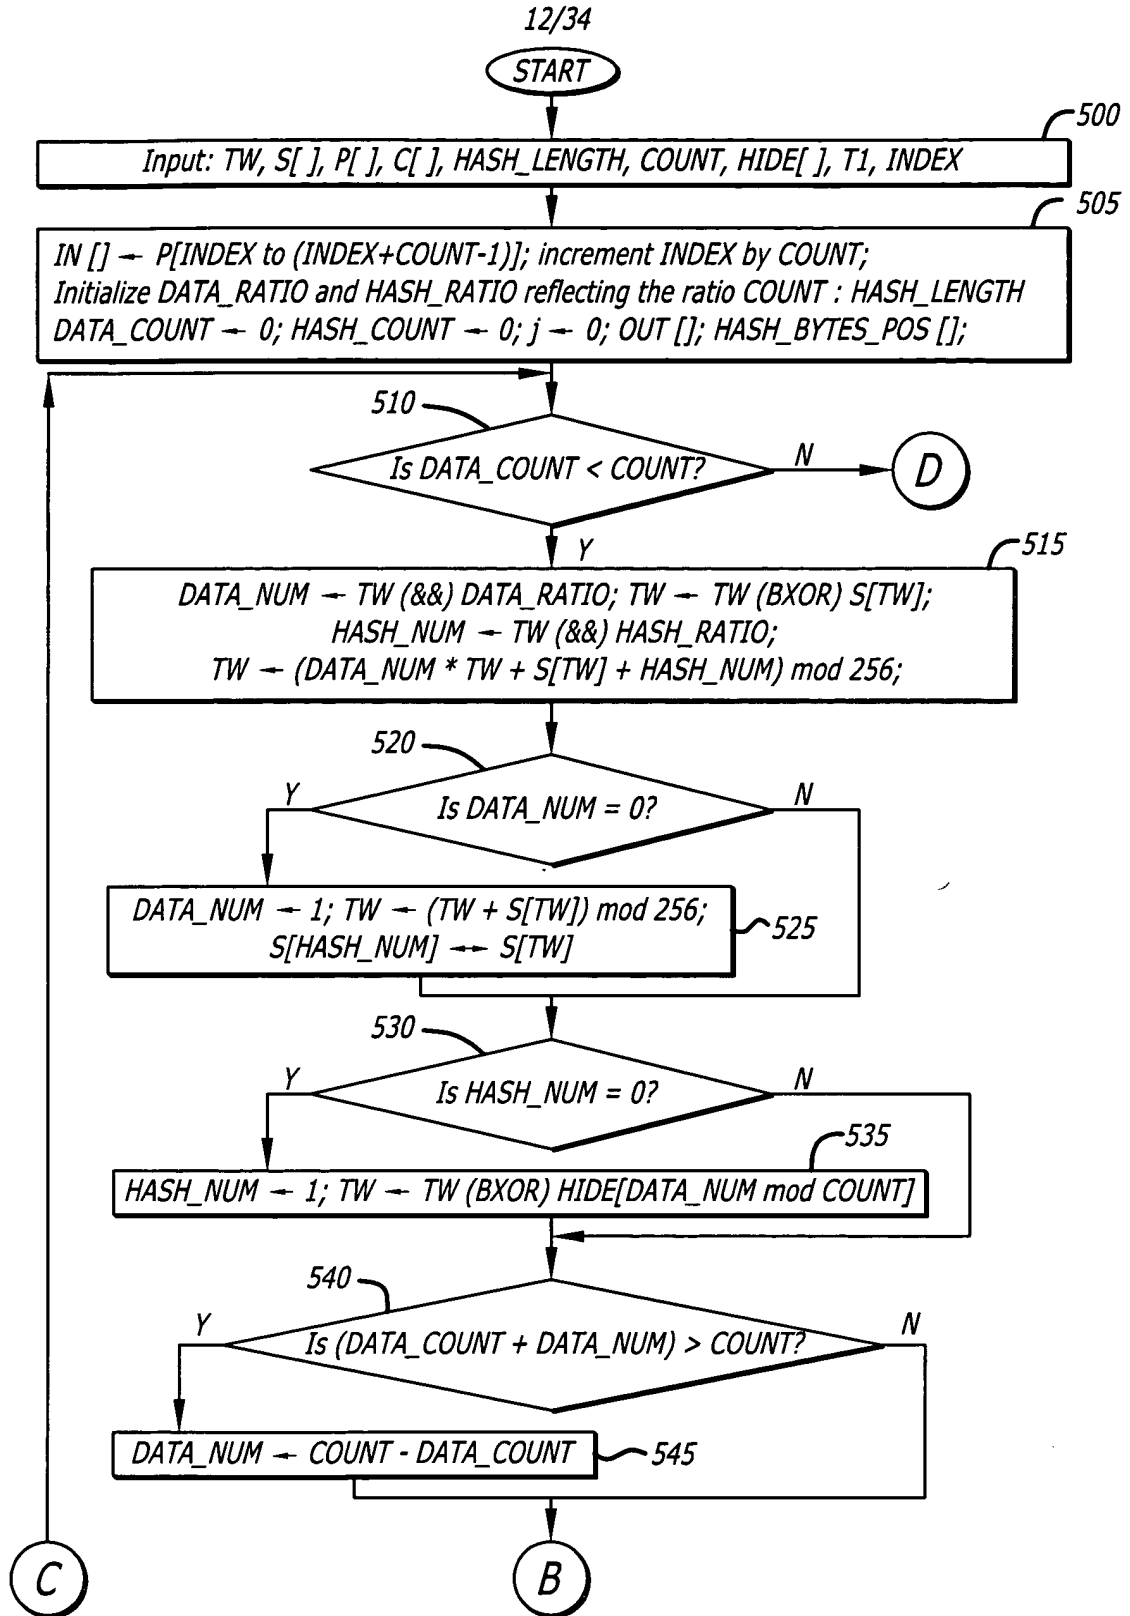 12/34
START
500
Input: TW, S[ ], P[ ], C[ ], HASH_LENGTH, COUNT, HIDE[ ], T1, INDEX
505
IN [] ← P[INDEX to (INDEX+COUNT-1)]; increment INDEX by COUNT;
Initialize DATA_RATIO and HASH_RATIO reflecting the ratio COUNT : HASH_LENGTH
DATA_COUNT ← 0; HASH_COUNT ← 0; j ← 0; OUT []; HASH_BYTES_POS [];
510
Is DATA_COUNT < COUNT?
N
D
Y
515
DATA_NUM ← TW (&&) DATA_RATIO; TW ← TW (BXOR) S[TW];
HASH_NUM ← TW (&&) HASH_RATIO;
TW ← (DATA_NUM * TW + S[TW] + HASH_NUM) mod 256;
520
Y
Is DATA_NUM = 0?
N
DATA_NUM ← 1; TW ← (TW + S[TW]) mod 256;
S[HASH_NUM] ↔ S[TW]
525
530
Y
Is HASH_NUM = 0?
N
535
HASH_NUM ← 1; TW ← TW (BXOR) HIDE[DATA_NUM mod COUNT]
540
Y
Is (DATA_COUNT + DATA_NUM) > COUNT?
N
DATA_NUM ← COUNT - DATA_COUNT
545
C
B